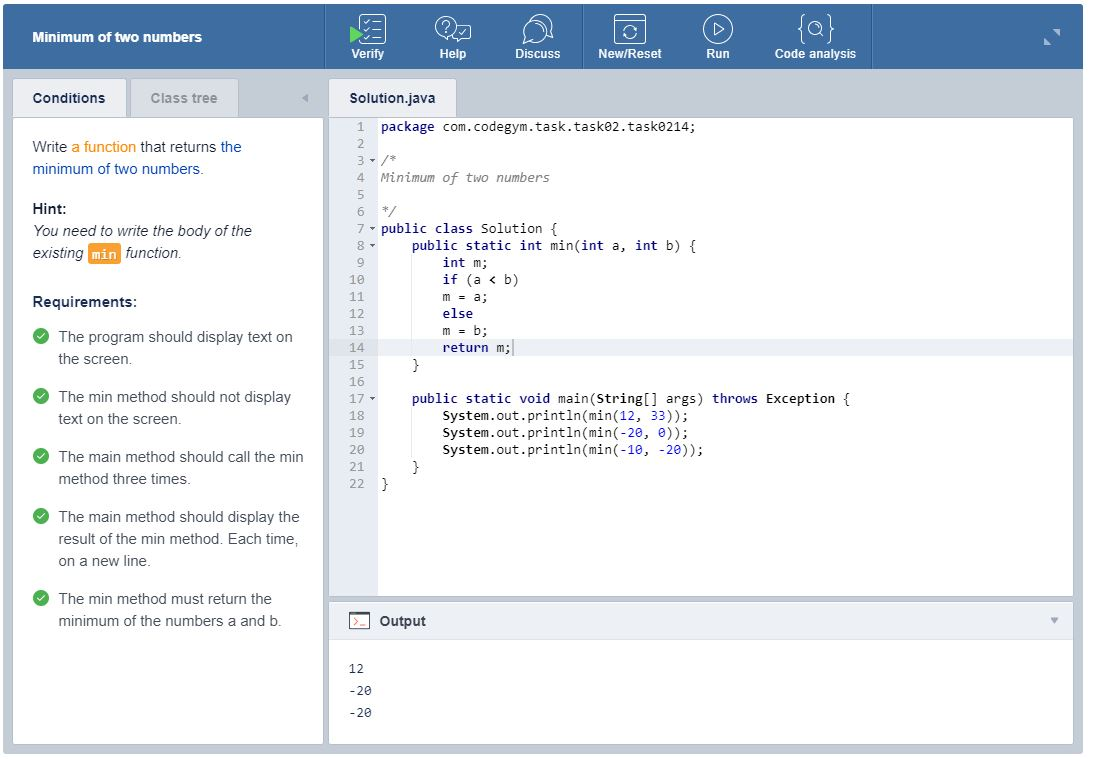 Minimum of two numbers
Verify
Help
Discuss
New/Reset
Run
Code analysis
Conditions
Class tree
Write a function that returns the
minimum of two numbers.
Hint:
You need to write the body of the
existing min function.
Requirements:
The program should display text on
the screen.
The min method should not display
text on the screen.
The main method should call the min
method three times.
The main method should display the
result of the min method. Each time,
on a new line.
The min method must return the
minimum of the numbers a and b.
Solution.java
1 package com.codegym.task.task02.task0214;
2
3 /*
4 Minimum of two numbers
5
6 */
7 public class Solution {
8     public static int min(int a, int b) {
9         int m;
10         if (a < b)
11         m = a;
12         else
13         m = b;
14         return m;
15     }
16
17     public static void main(String[] args) throws Exception {
18         System.out.println(min(12, 33));
19         System.out.println(min(-20, 0));
20         System.out.println(min(-10, -20));
21     }
22 }
Output
12
-20
-20